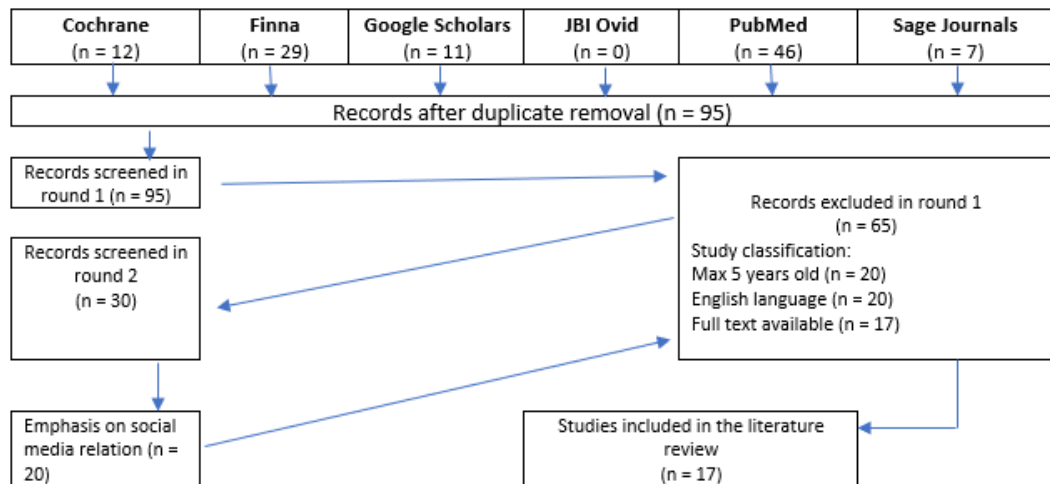 Cochrane
(n = 12)
Finna
(n = 29)
Google Scholars
(n = 11)
JBI Ovid
(n = 0)
PubMed
(n = 46)
Sage Journals
(n = 7)
Records after duplicate removal (n = 95)
Records screened in
round 1 (n = 95)
Records excluded in round 1
(n = 65)
Study classification:
Max 5 years old (n = 20)
English language (n = 20)
Full text available (n = 17)
Records screened in
round 2
(n = 30)
Emphasis on social
media relation (n =
20)
Studies included in the literature
review
(n = 17)